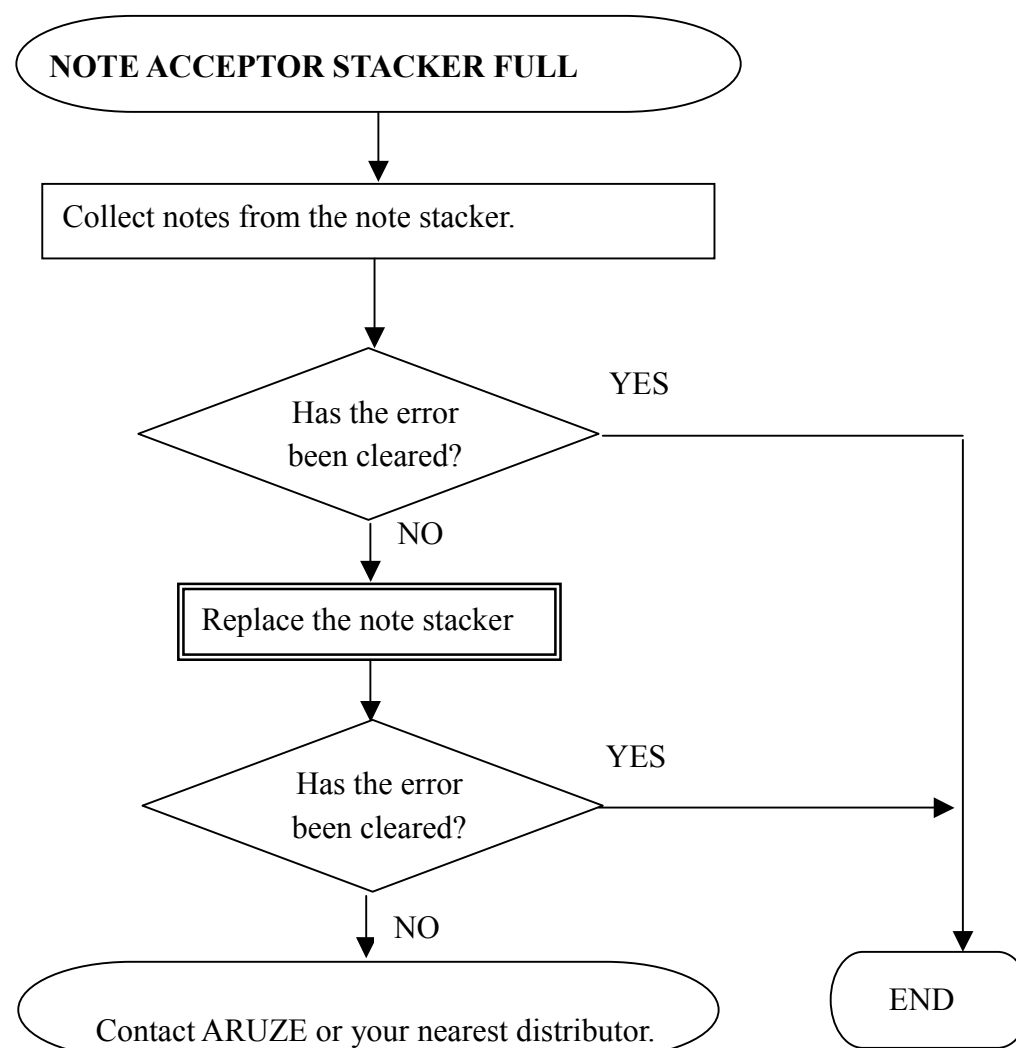 NOTE ACCEPTOR STACKER FULL
Collect notes from the note stacker.
YES
Has the error
been cleared?
NO
Replace the note stacker
YES
Has the error
been cleared?
NO
END
Contact ARUZE or your nearest distributor.